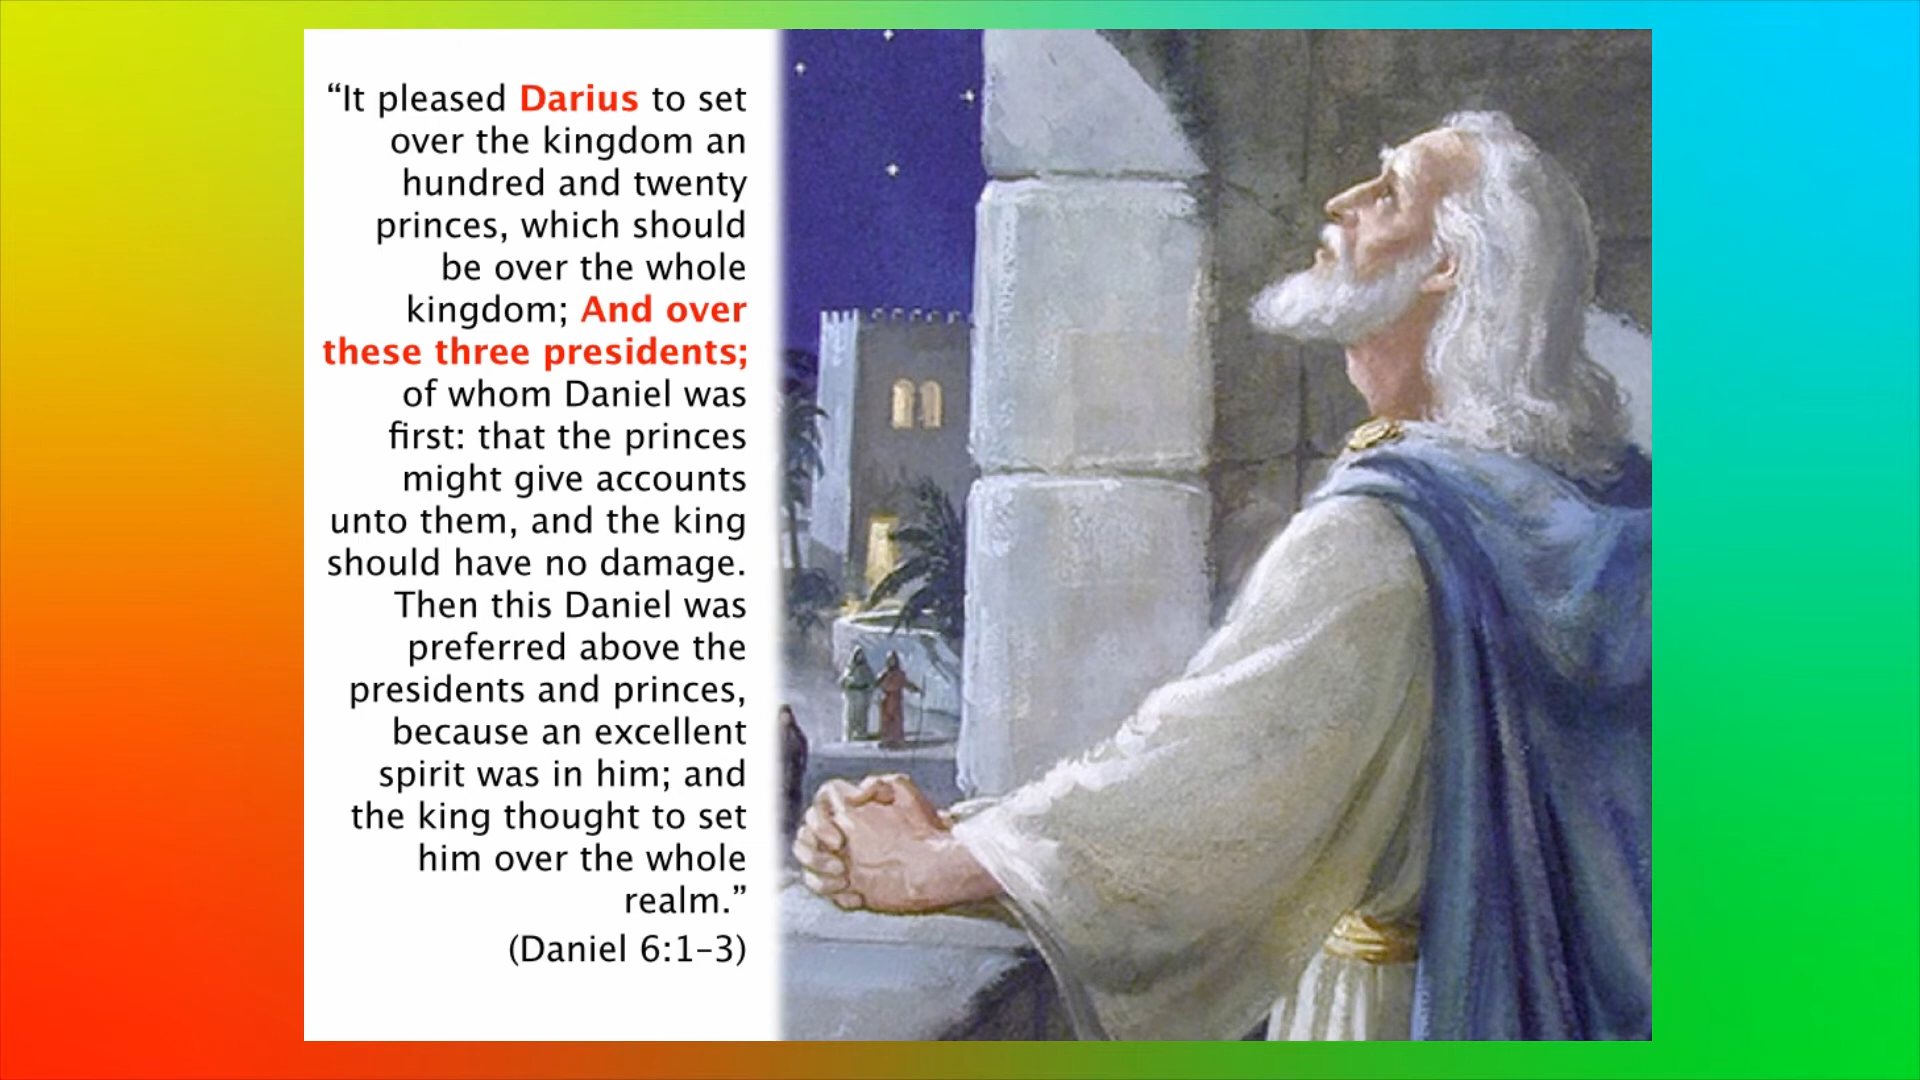 “It pleased Darius to set
over the kingdom an
hundred and twenty
princes, which should
be over the whole
kingdom; And over
these three presidents;
of whom Daniel was
first: that the princes
might give accounts
unto them, and the king
should have no damage.
Then this Daniel was
preferred above the
presidents and princes,
because an excellent
spirit was in him; and
the king thought to set
him over the whole
realm.”
(Daniel 6:1–3)